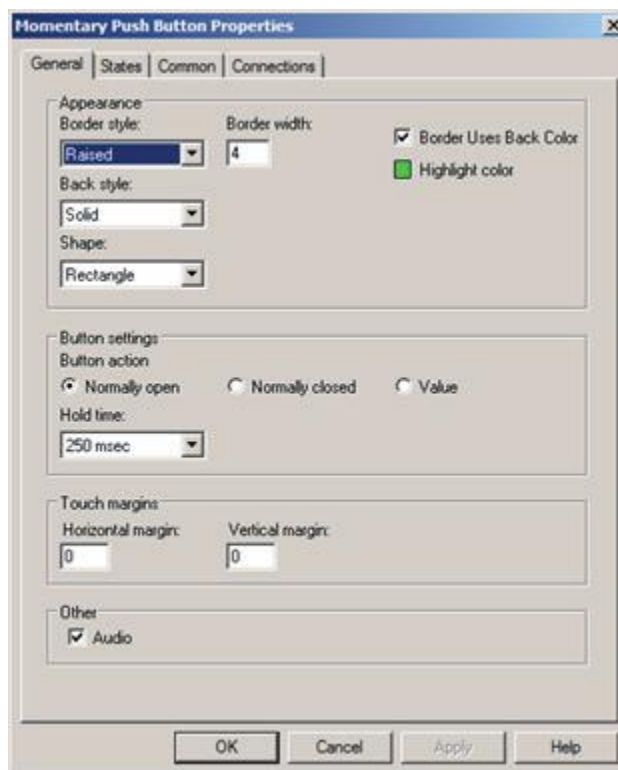 Momentary Push Button Properties
General States Common Connections
Appearance
Border style: Border width:
Raised 4 Border Uses Back Color
Highlight color
Back style:
Solid
Shape:
Rectangle
Button settings
Button action
Normally open Normally closed Value
Hold time:
250 msec
Touch margins
Horizontal margin: Vertical margin:
0 0
Other
Audio
OK Cancel Apply Help